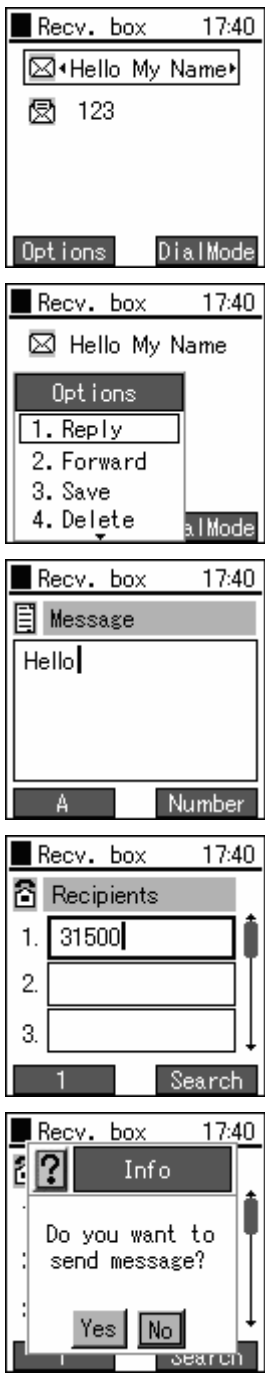 Recv. box 17:40
Hello My Name
123
Options DialMode
Recv. box 17:40
Hello My Name
Options
1. Reply
2. Forward
3. Save
4. Delete
alMode
Recv. box 17:40
Message
Hello
A Number
Recv. box 17:40
Recipients
1. 31500
2.
3.
1 Search
Recv. box 17:40
? Info
Do you want to
send message?
Yes No
1 Search